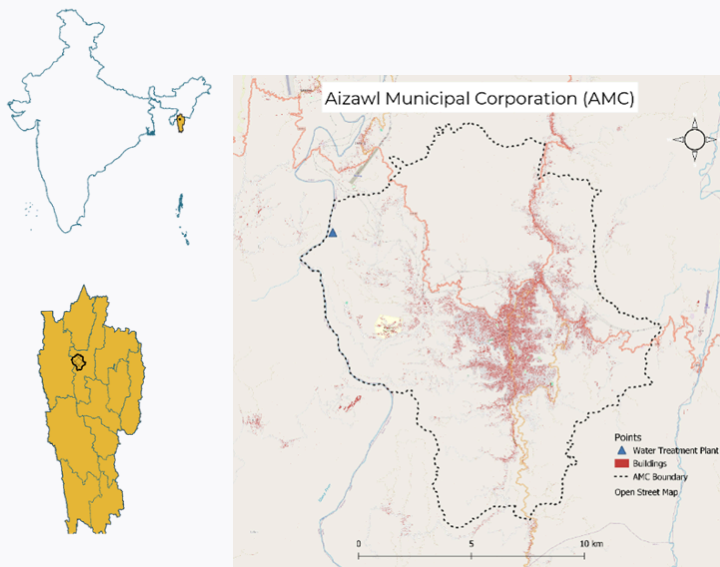 Aizawl Municipal Corporation (AMC)
Points
Water Treatment Plant
Buildings
AMC Boundary
Open Street Map
0 5 10 km